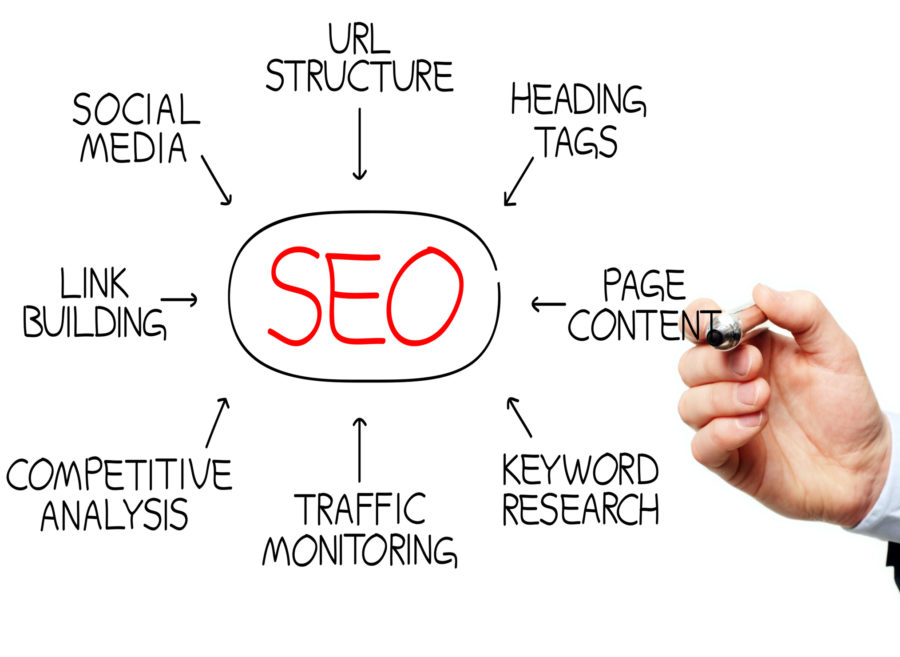 URL
STRUCTURE
HEADING
TAGS
SOCIAL
MEDIA
SEO
LINK
BUILDING
PAGE
CONTENT
COMPETITIVE
ANALYSIS
TRAFFIC
MONITORING
KEYWORD
RESEARCH